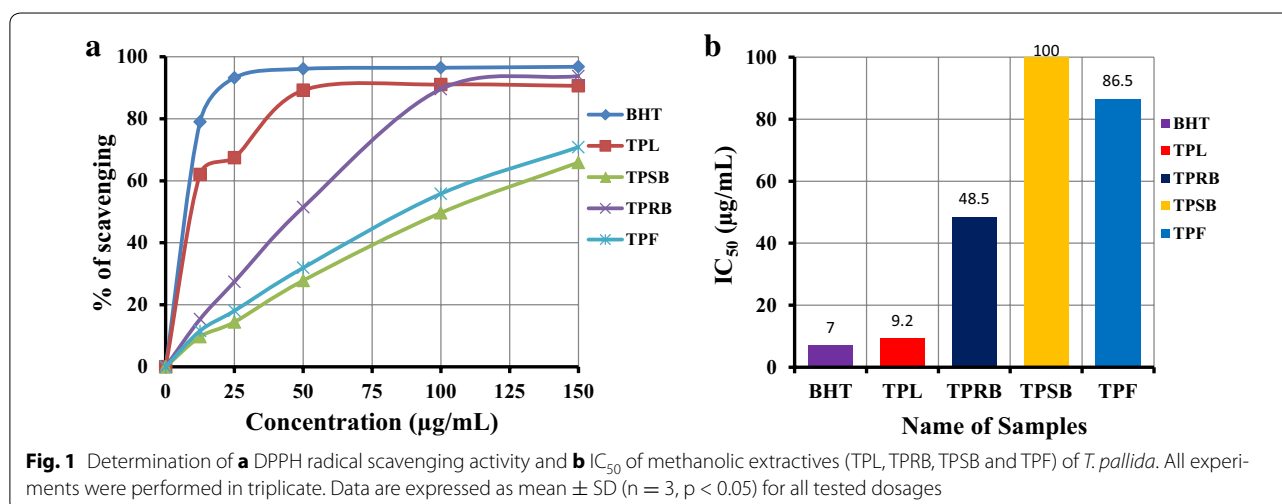 a
% of scavenging
100
80
60
40
20
0
0 25 50 75 100 125 150
Concentration (µg/mL)
BHT
TPL
TPSB
TPRB
TPF
b
IC50 (µg/mL)
100
80
60
40
20
0
7
9.2
48.5
100
86.5
BHT TPL TPRB TPSB TPF
Name of Samples
BHT
TPL
TPRB
TPSB
TPF
Fig. 1 Determination of a DPPH radical scavenging activity and b IC50 of methanolic extractives (TPL, TPRB, TPSB and TPF) of T. pallida. All experi-
ments were performed in triplicate. Data are expressed as mean ± SD (n = 3, p < 0.05) for all tested dosages